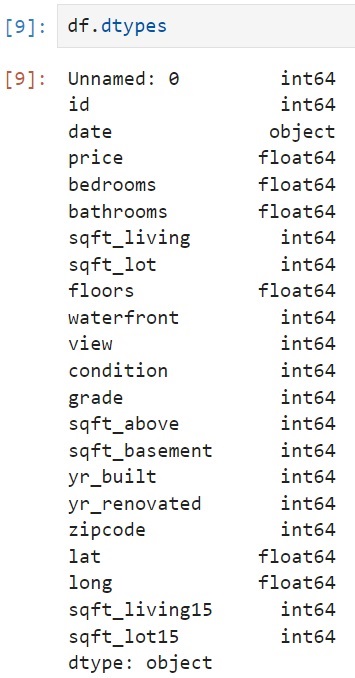 [9]: df.dtypes
[9]: Unnamed: 0 int64
id int64
date object
price float64
bedrooms float64
bathrooms float64
sqft_living int64
sqft_lot int64
floors float64
waterfront int64
view int64
condition int64
grade int64
sqft_above int64
sqft_basement int64
yr_built int64
yr_renovated int64
zipcode int64
lat float64
long float64
sqft_living15 int64
sqft_lot15 int64
dtype: object